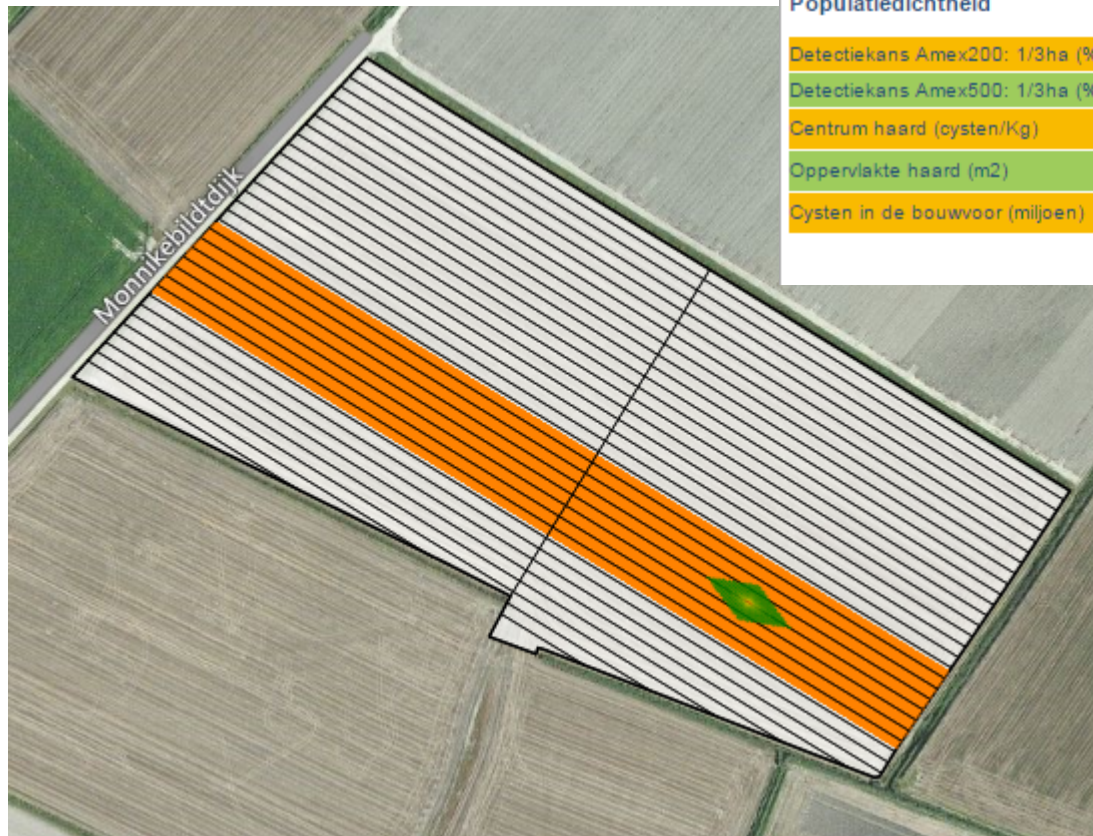 Populatiedichtheid
Detectiekans Amex200: 1/3ha (%
Detectiekans Amex500: 1/3ha (%
Centrum haard (cysten/Kg)
Oppervlakte haard (m2)
Cysten in de bouwvoor (miljoen)
Monnikebildtdijk